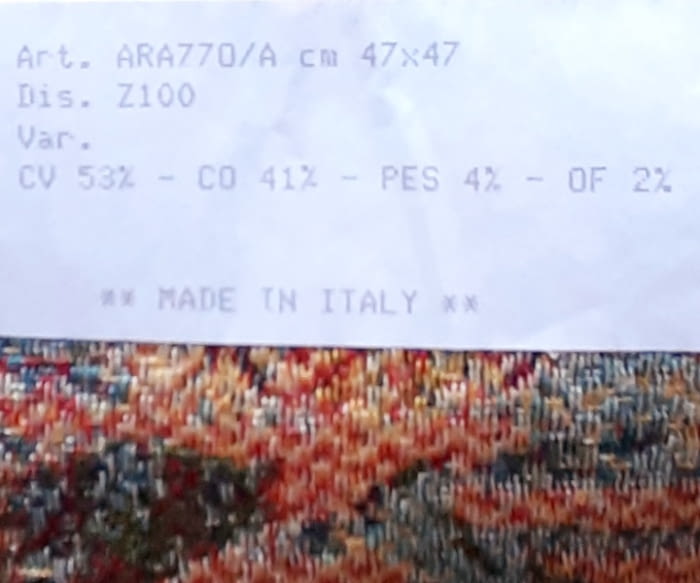 Art. ARA770/A cm 47x47
Dis. Z100
Var.
CV 53% - CO 41% - PES 4% - OF 2%
** MADE IN ITALY **